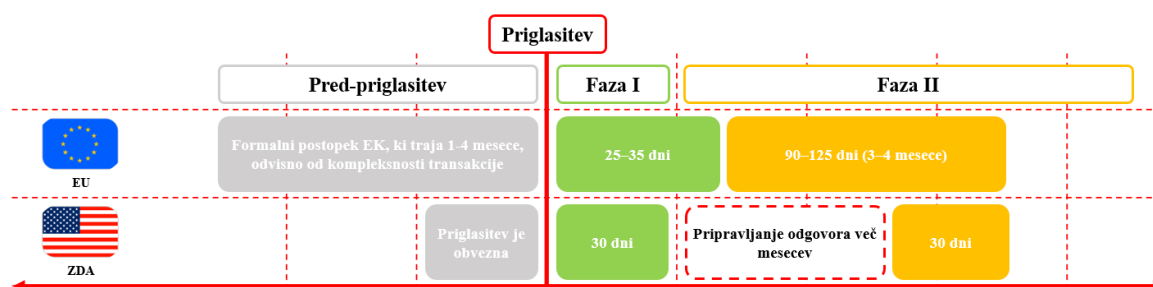 Priglasitev
Pred-priglasitev
Faza I
Faza II
Formalni postopek EK, ki traja 1-4 mesece,
odvisno od kompleksnosti transakcije
25–35 dni
90–125 dni (3–4 mesece)
EU
Priglasitev je
obvezna
30 dni
Pripravljanje odgovora več
mesecev
30 dni
ZDA